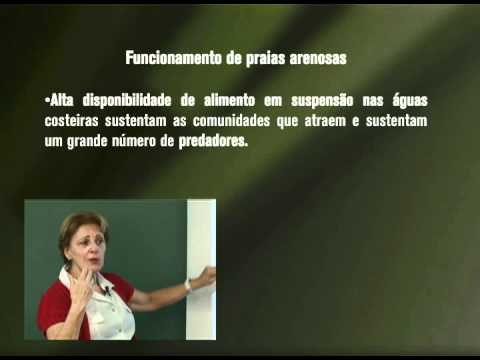 Funcionamento de praias arenosas
•Alta disponibilidade de alimento em suspensão nas águas
costeiras sustentam as comunidades que atraem e sustentam
um grande número de predadores.